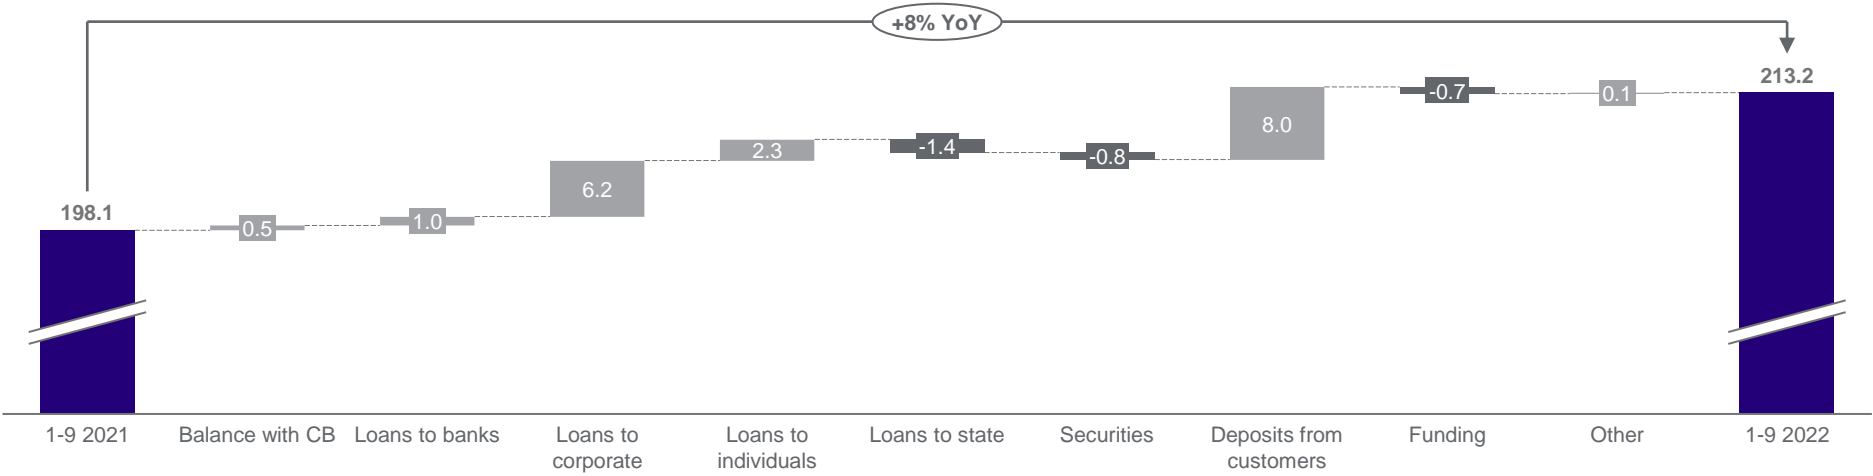 +8% YoY
213.2
198.1
0.5
1.0
6.2
2.3
-1.4
-0.8
8.0
-0.7
0.1
1-9 2021
Balance with CB
Loans to banks
Loans to
corporate
Loans to
individuals
Loans to state
Securities
Deposits from
customers
Funding
Other
1-9 2022